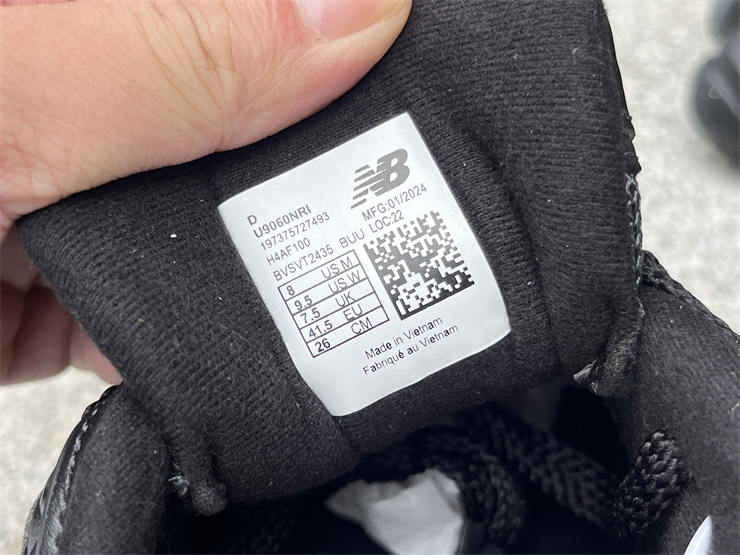 D
NB
U9060NRI
197375727493
MFG:01/2024
H4AF100
LOC:22
BVSVT2435 BUU
8 US M
9.5 US W
7.5 UK
41.5 EU
26 CM
Made in Vietnam
Fabriqué au Vietnam